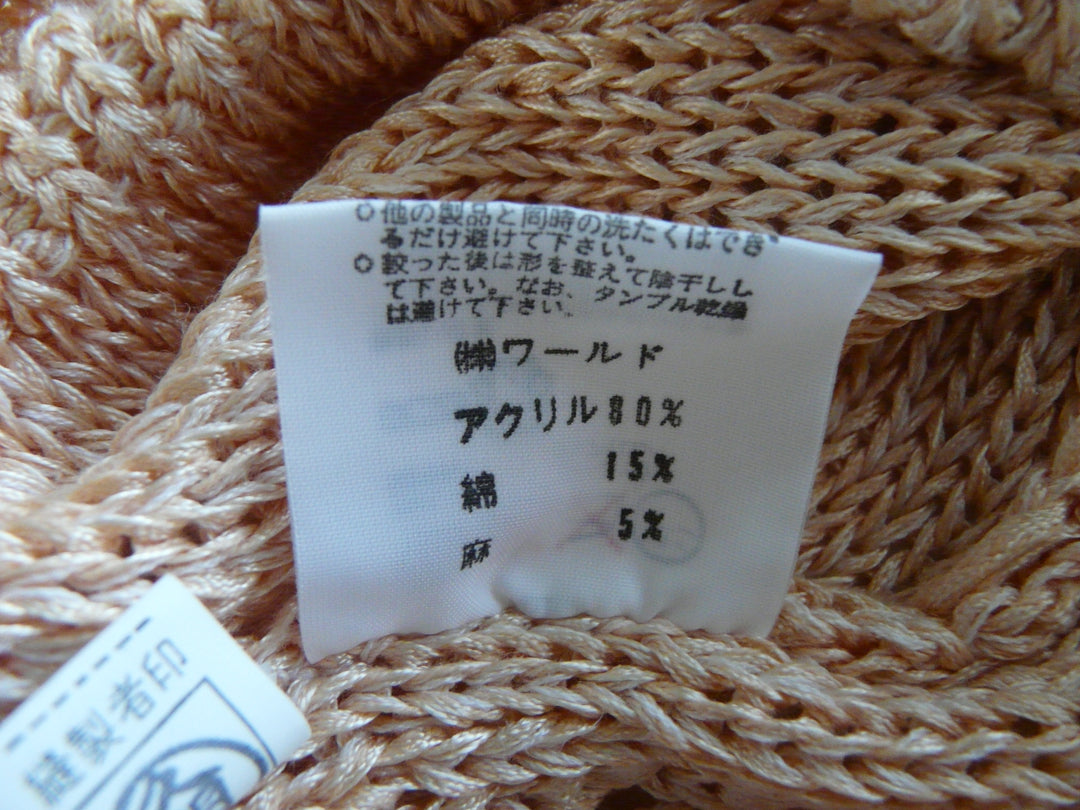 ○他の製品と同時の洗たくはでき
るだけ避けて下さい。
○絞った後は形を整えて陰干しし
て下さい。なお、タンブル乾燥
は避けて下さい。
㈱ワールド
アクリル80%
綿 15%
麻 5%
縫製者印